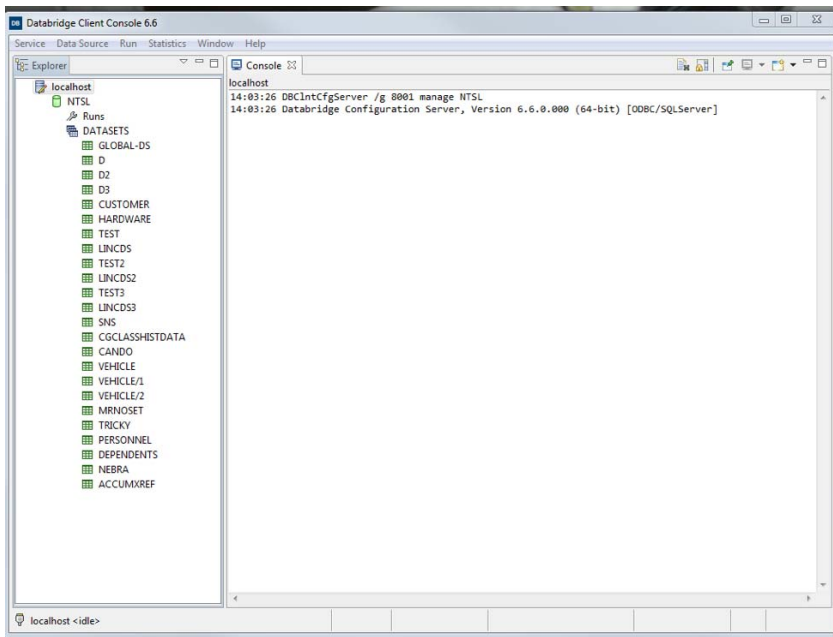 DB Databridge Client Console 6.6
Service Data Source Run Statistics Window Help
Explorer
localhost
NTSL
Runs
DATASETS
GLOBAL-DS
D
D2
D3
CUSTOMER
HARDWARE
TEST
LINCDS
TEST2
LINCDS2
TEST3
LINCDS3
SNS
CGCLASSHISTDATA
CANDO
VEHICLE
VEHICLE/1
VEHICLE/2
MRNOSET
TRICKY
PERSONNEL
DEPENDENTS
NEBRA
ACCUMXREF
Console
localhost
14:03:26 DBClntCfgServer /g 8001 manage NTSL
14:03:26 Databridge Configuration Server, Version 6.6.0.000 (64-bit) [ODBC/SQLServer]
localhost <idle>